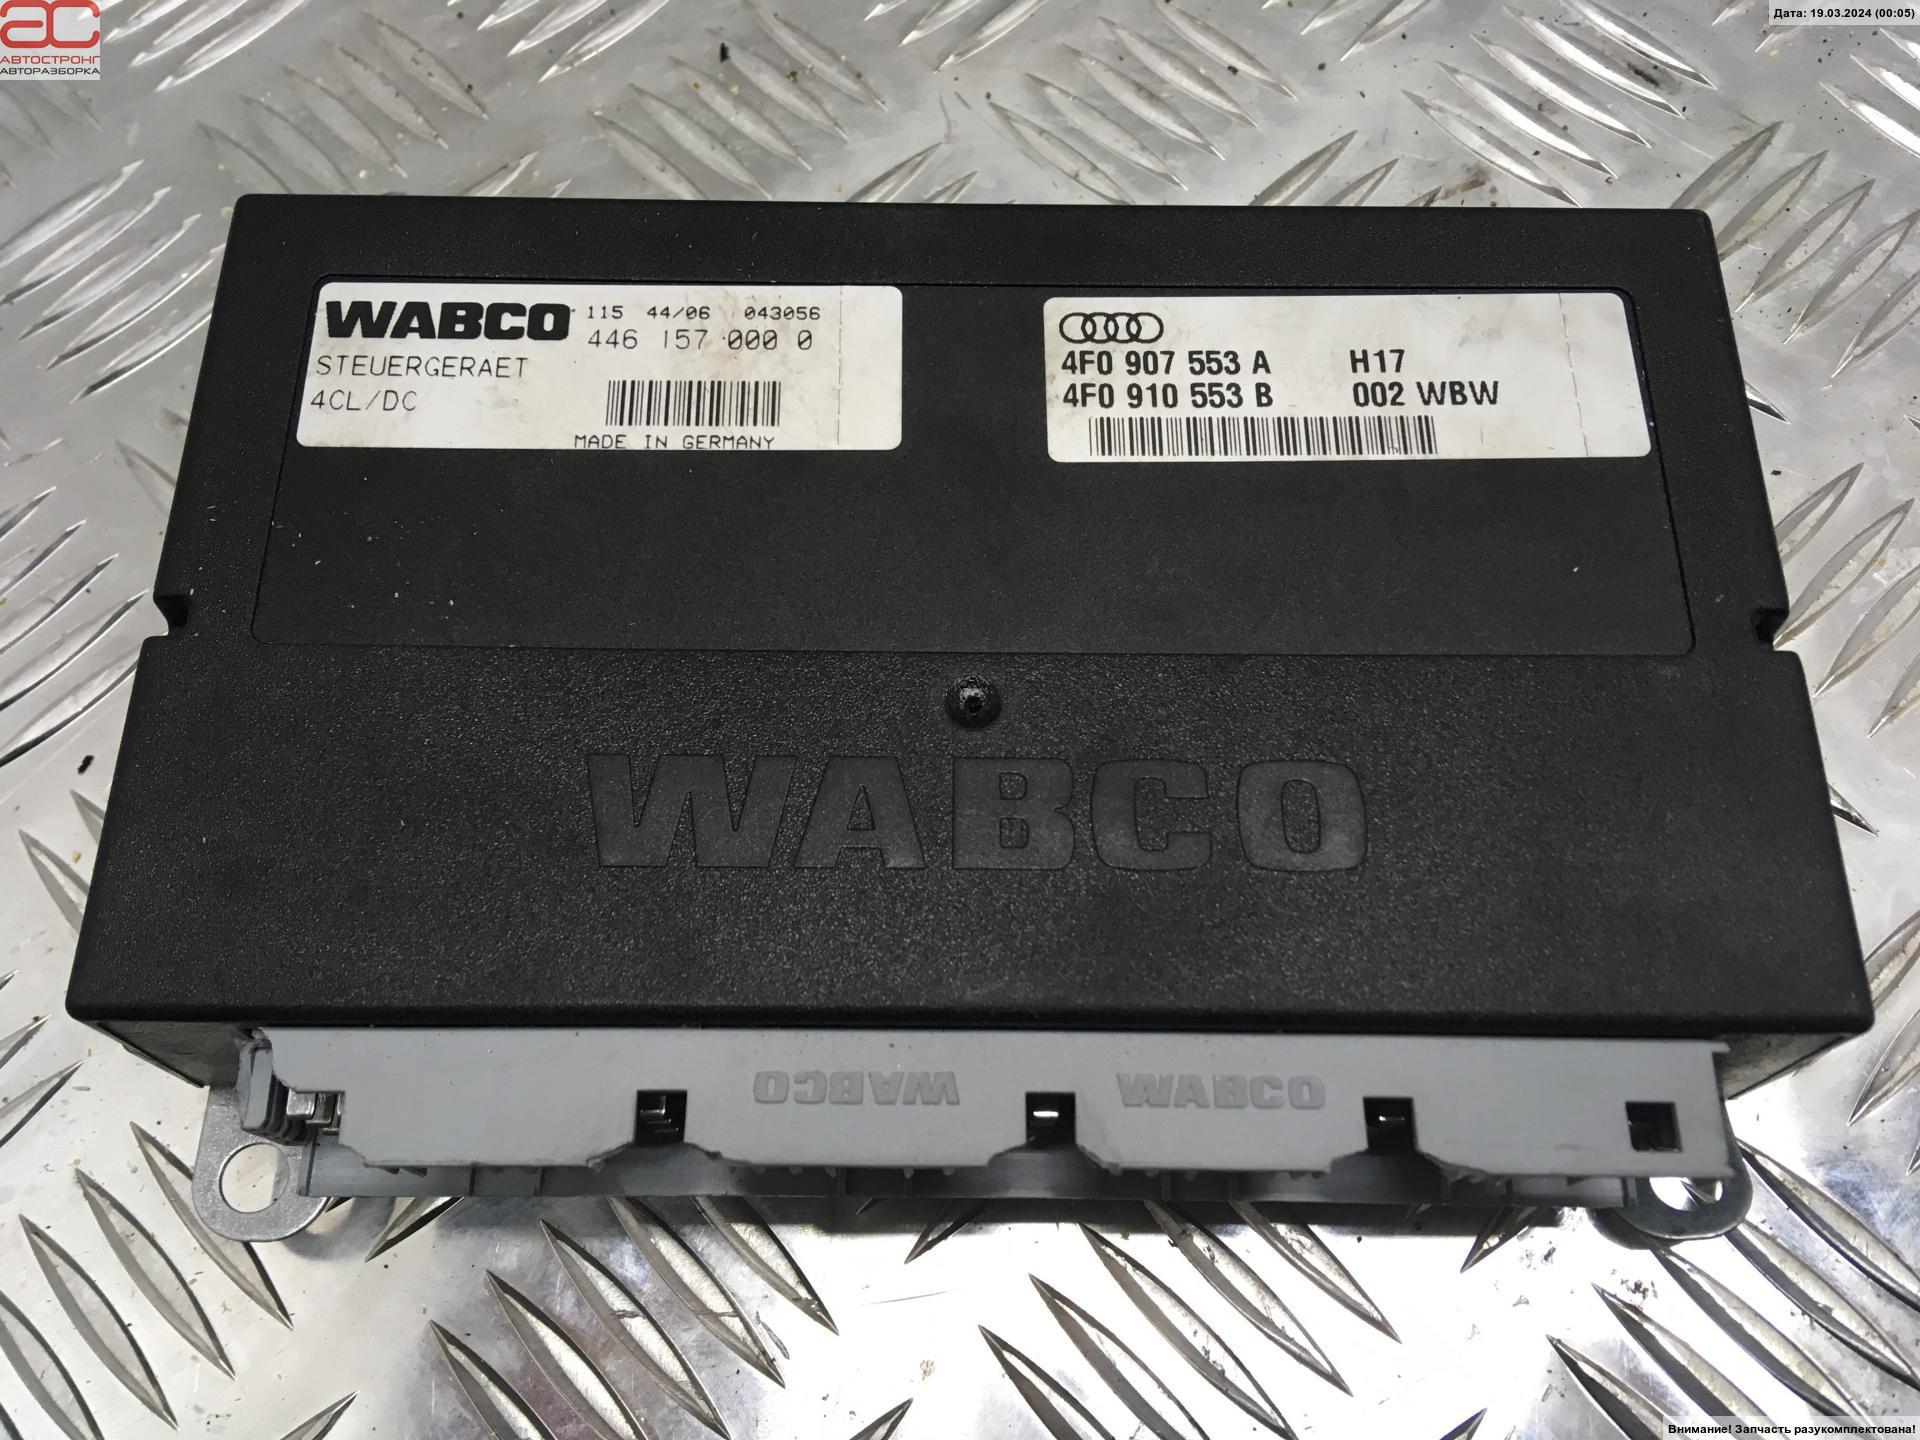 ас
АВТОСТРОНГ
АВТОРАЗБОРКА
Дата: 19.03.2024 (00:05)
WABCO 115 44/06 043056
446 157 000 0
STEUERGERAET
4CL/DC
MADE IN GERMANY
4F0 907 553 A H17
4F0 910 553 B 002 WBW
WABCO
WABCO WABCO
Внимание! Запчасть разукомплектована!